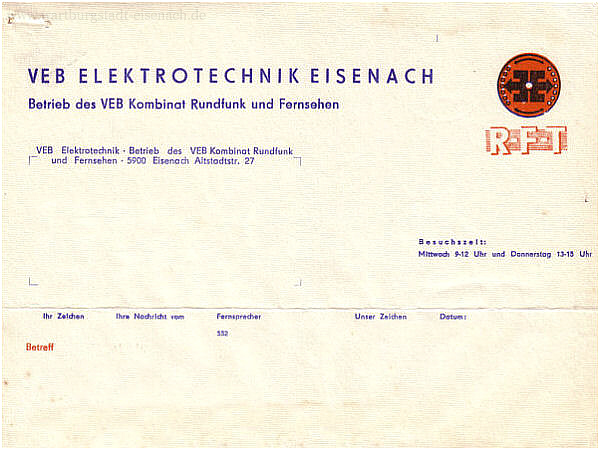 www.wartburgstadt-eisenach.de
VEB ELEKTROTECHNIK EISENACH
Betrieb des VEB Kombinat Rundfunk und Fernsehen
R-F-T
VEB Elektrotechnik · Betrieb des VEB Kombinat Rundfunk
und Fernsehen · 5900 Eisenach Altstadtstr. 27
Besuchszeit:
Mittwoch 9-12 Uhr und Donnerstag 13-15 Uhr
Ihr Zeichen Ihre Nachricht vom Fernsprecher Unser Zeichen Datum:
552
Betreff